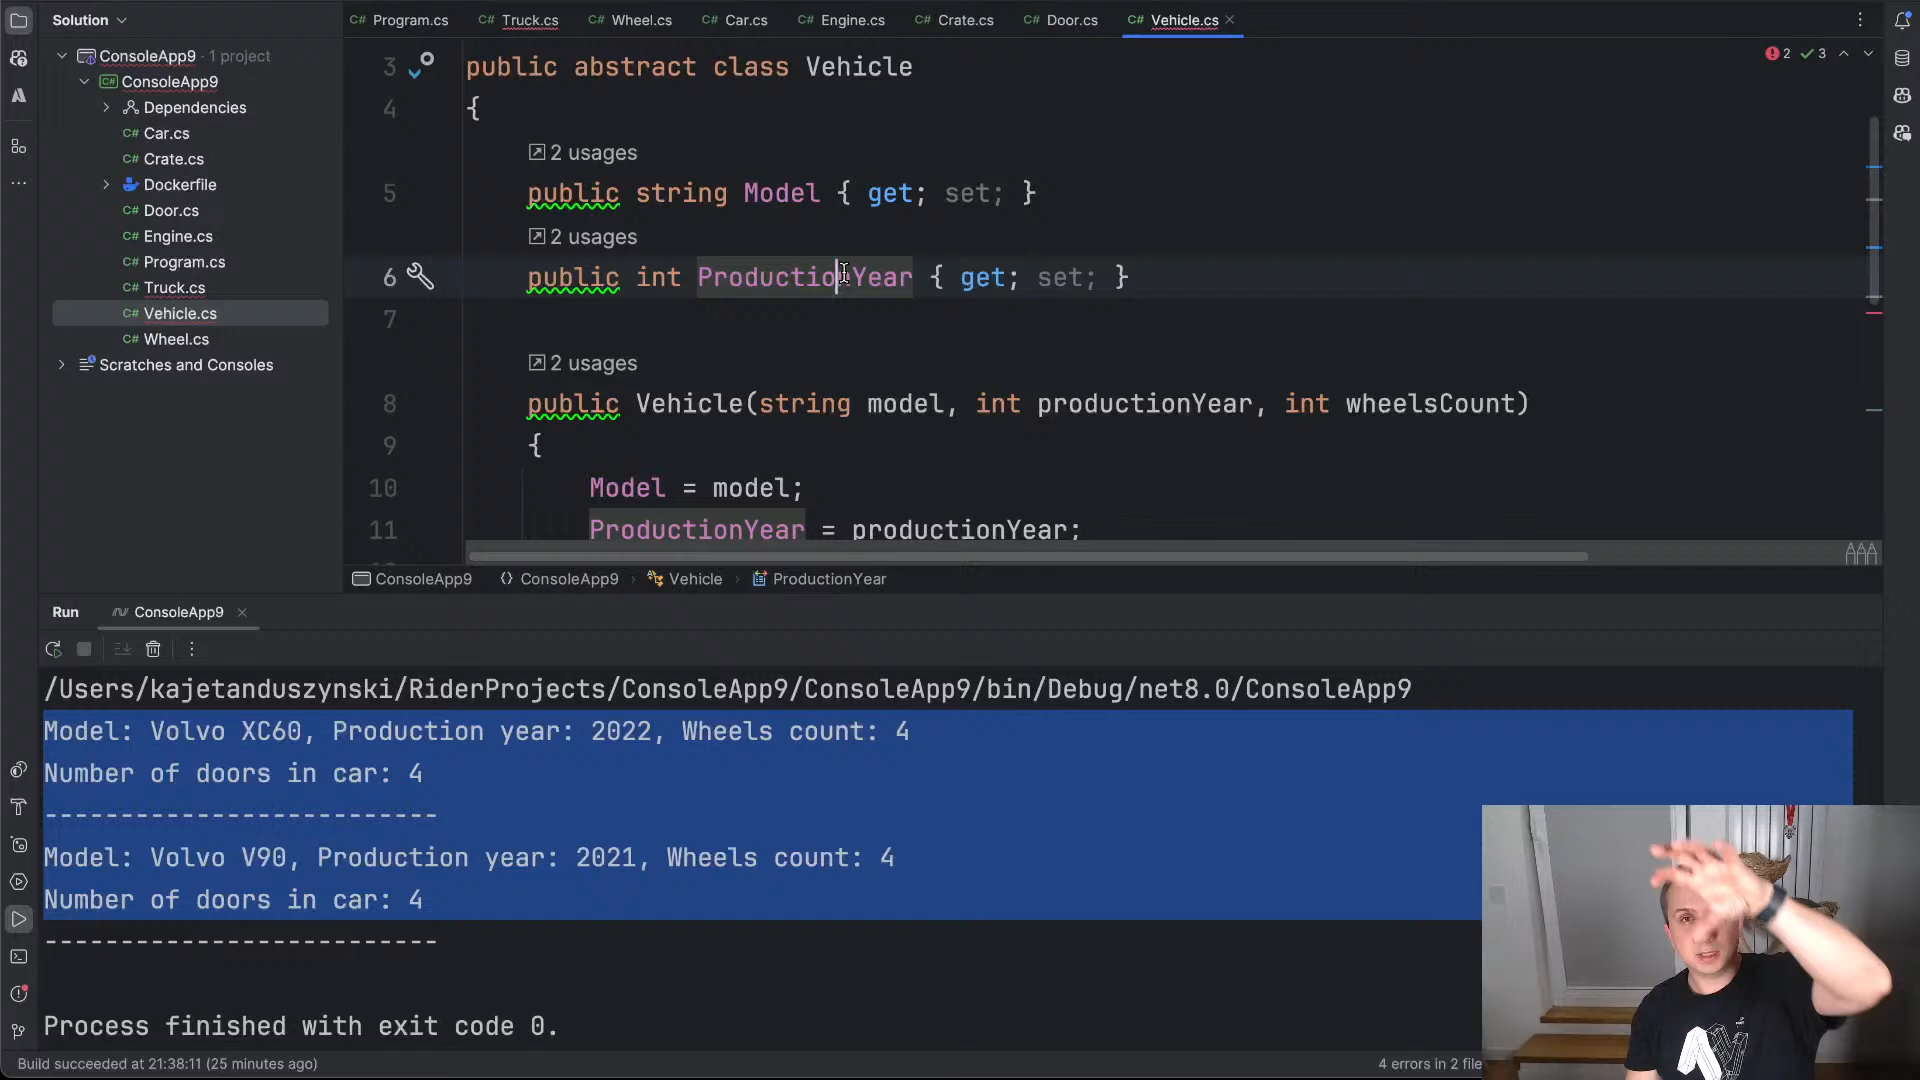 Solution
ConsoleApp9 · 1 project
C# ConsoleApp9
Dependencies
C# Car.cs
C# Crate.cs
Dockerfile
C# Door.cs
C# Engine.cs
C# Program.cs
C# Truck.cs
C# Vehicle.cs
C# Wheel.cs
Scratches and Consoles
C# Program.cs C# Truck.cs C# Wheel.cs C# Car.cs C# Engine.cs C# Crate.cs C# Door.cs C# Vehicle.cs
2 3
3 public abstract class Vehicle
4 {
2 usages
5 public string Model { get; set; }
2 usages
6 public int ProductionYear { get; set; }
7
2 usages
8 public Vehicle(string model, int productionYear, int wheelsCount)
9 {
10 Model = model;
11 ProductionYear = productionYear;
ConsoleApp9 ConsoleApp9 Vehicle ProductionYear
Run ConsoleApp9
/Users/kajetanduszynski/RiderProjects/ConsoleApp9/ConsoleApp9/bin/Debug/net8.0/ConsoleApp9
Model: Volvo XC60, Production year: 2022, Wheels count: 4
Number of doors in car: 4
--------------------------
Model: Volvo V90, Production year: 2021, Wheels count: 4
Number of doors in car: 4
--------------------------
Process finished with exit code 0.
Build succeeded at 21:38:11 (25 minutes ago)
4 errors in 2 file